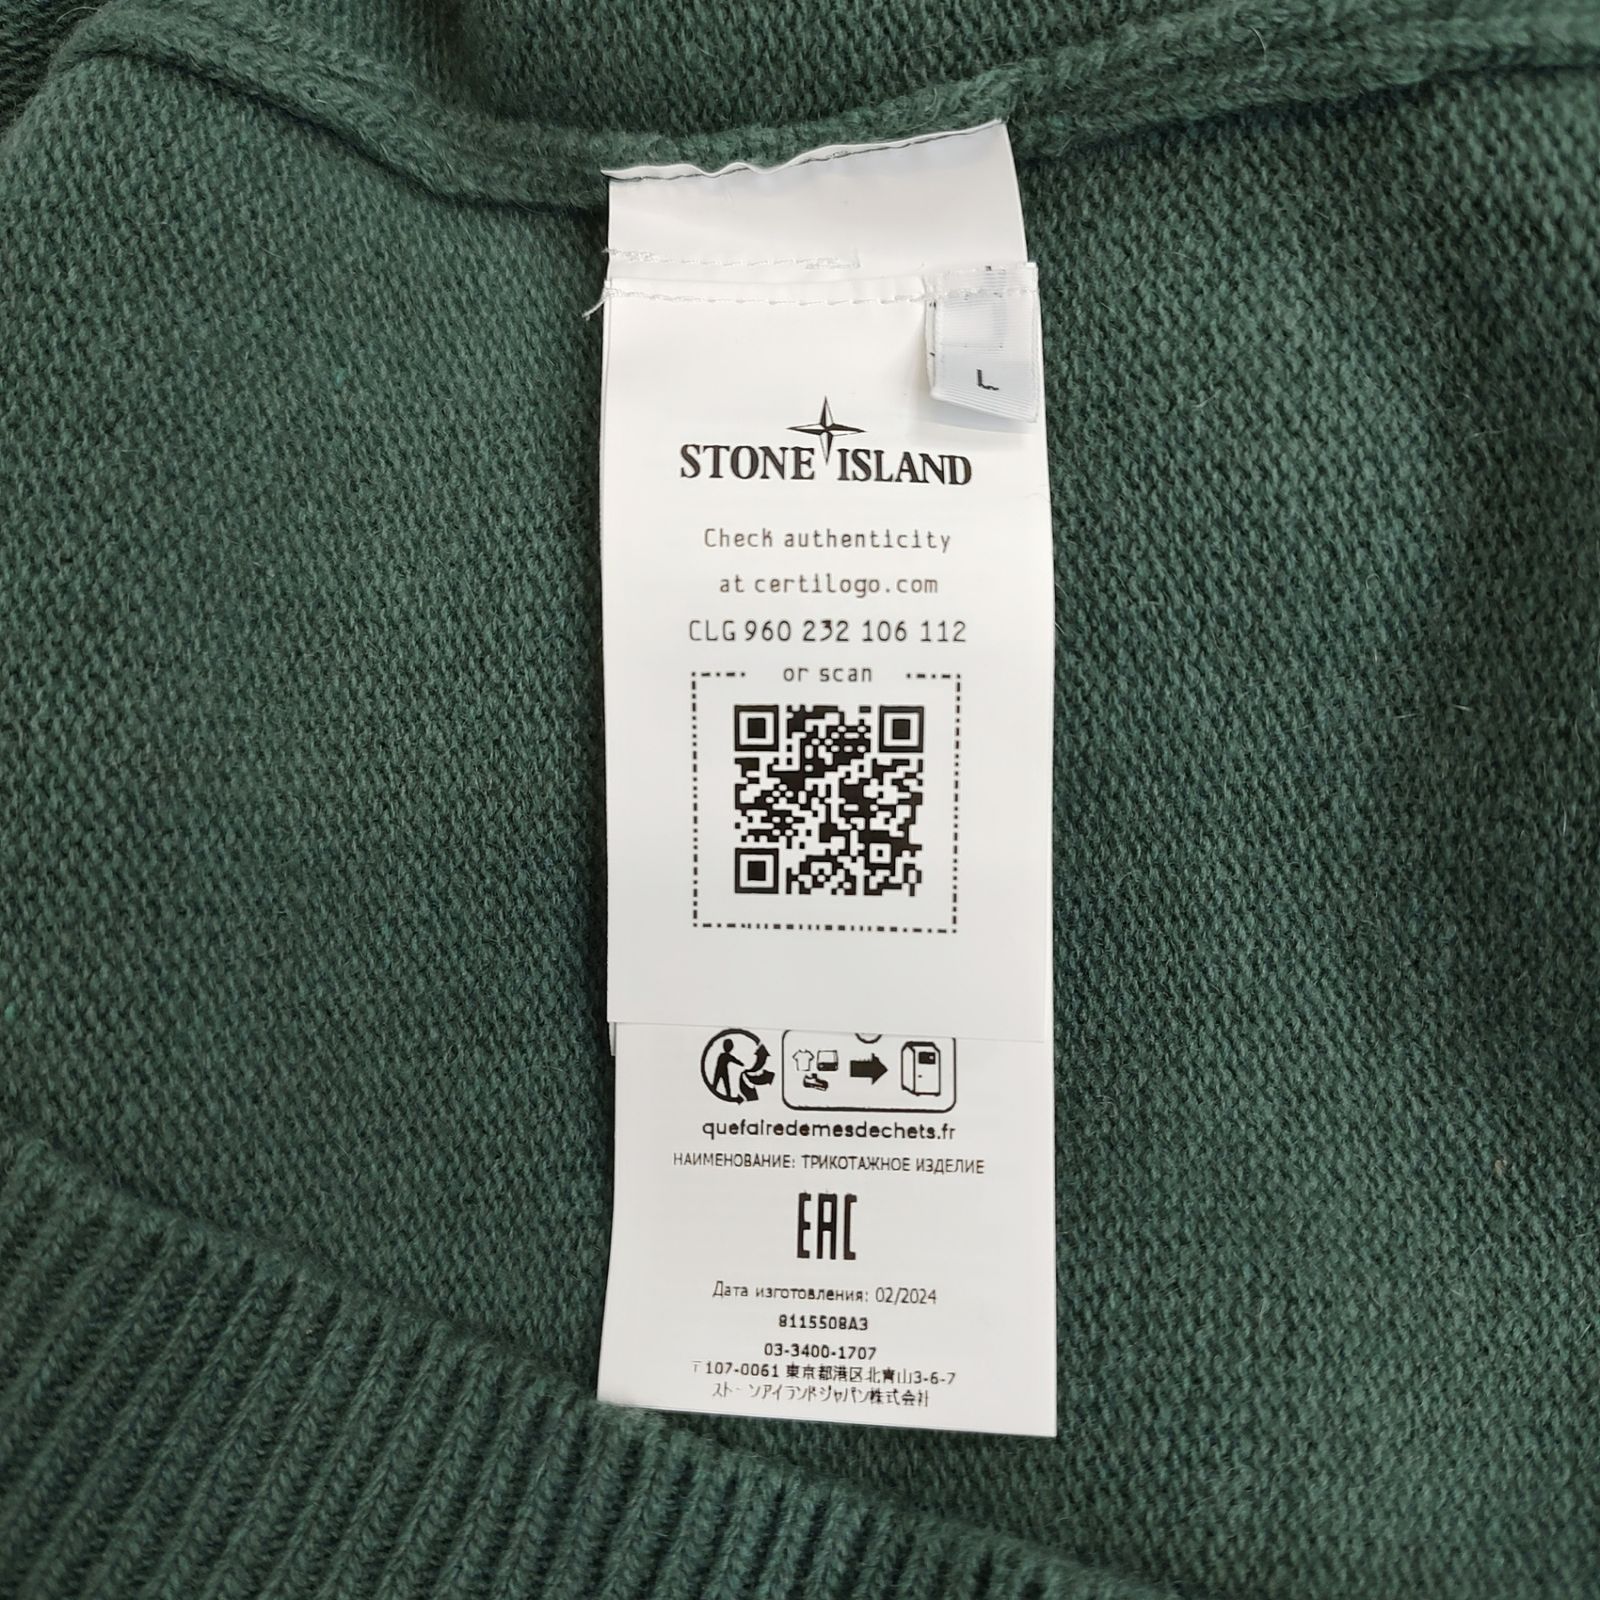 L
STONE ISLAND
Check authenticity
at certilogo.com
CLG 960 232 106 112
or scan
quefairedemesdechets.fr
НАИМЕНОВАНИЕ: ТРИКОТАЖНОЕ ИЗДЕЛИЕ
EAC
Дата изготовления: 02/2024
8115508A3
03-3400-1707
〒107-0061 東京都港区北青山3-6-7
ストーンアイランドジャパン株式会社